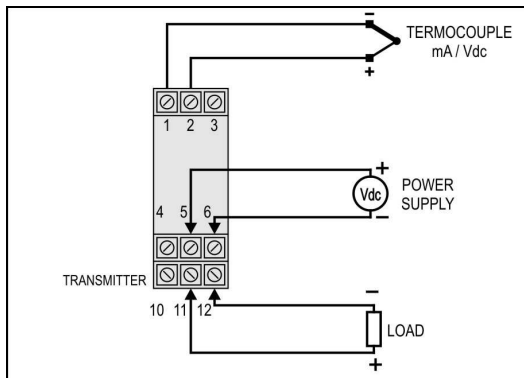 − TERMOCOUPLE
mA / Vdc
+
1 2 3
+
Vdc POWER
SUPPLY
4 5 6
−
TRANSMITTER
−
10 11 12
LOAD
+